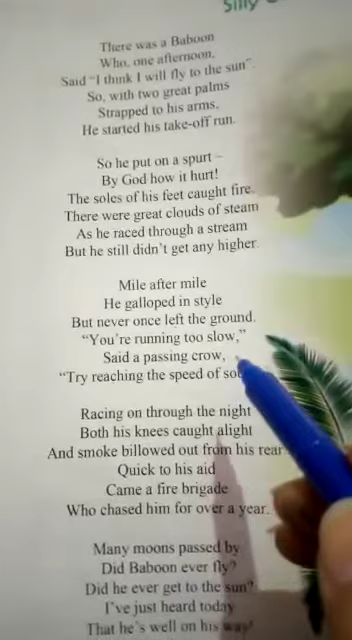 Silly
There was a Baboon
Who, one afternoon,
Said "I think I will fly to the sun".
So, with two great palms
Strapped to his arms,
He started his take-off run.
So he put on a spurt –
By God how it hurt!
The soles of his feet caught fire.
There were great clouds of steam
As he raced through a stream
But he still didn't get any higher.
Mile after mile
He galloped in style
But never once left the ground.
"You're running too slow,"
Said a passing crow,
"Try reaching the speed of
Racing on through the night
Both his knees caught alight
And smoke billowed out from his rear
Quick to his aid
Came a fire brigade
Who chased him for over a year.
Many moons passed by
Did Baboon ever fly?
Did he ever get to the sun?
I've just heard today
That he's well on his way!